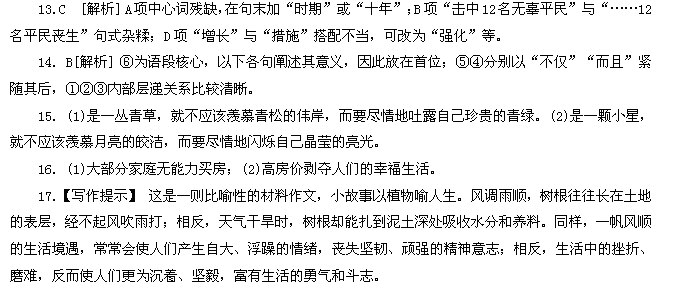 13.C [解析] A项中心词残缺,在句末加“时期”或“十年”;B项“击中12名无辜平民”与“……12
名平民丧生”句式杂糅；D项“增长”与“措施”搭配不当，可改为“强化”等。
14. B[解析] ⑥为语段核心，以下各句阐述其意义，因此放在首位；⑤④分别以“不仅”“而且”紧
随其后，①②③内部层递关系比较清晰。
15. (1)是一丛青草，就不应该羡慕青松的伟岸，而要尽情地吐露自己珍贵的青绿。(2)是一颗小星，
就不应该羡慕月亮的皎洁，而要尽情地闪烁自己晶莹的亮光。
16. (1)大部分家庭无能力买房；(2)高房价剥夺人们的幸福生活。
17.【写作提示】 这是一则比喻性的材料作文，小故事以植物喻人生。风调雨顺，树根往往长在土地
的表层，经不起风吹雨打；相反，天气干旱时，树根却能扎到泥土深处吸收水分和养料。同样，一帆风顺
的生活境遇，常常会使人们产生自大、浮躁的情绪，丧失坚韧、顽强的精神意志；相反，生活中的挫折、
磨难，反而使人们更为沉着、坚毅，富有生活的勇气和斗志。